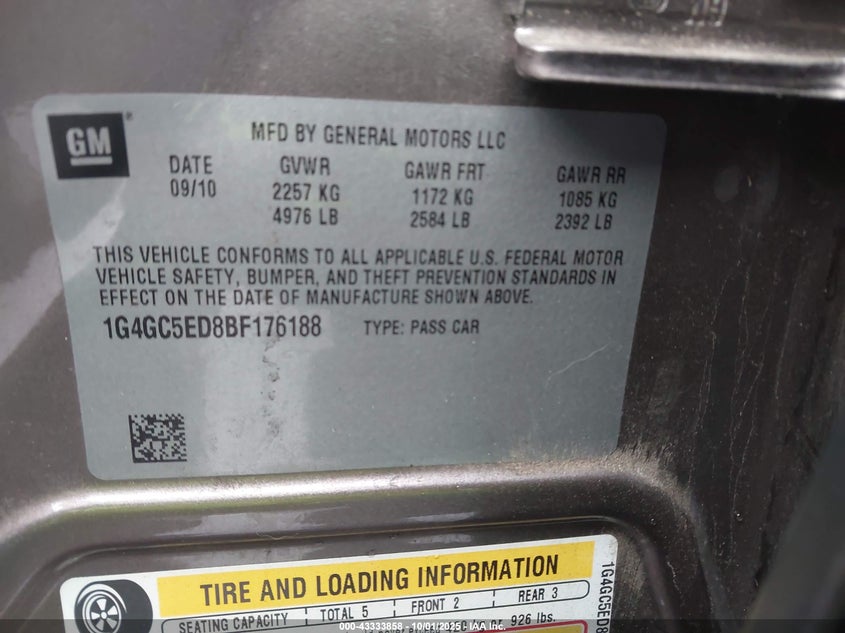 GM
MFD BY GENERAL MOTORS LLC
DATE GVWR GAWR FRT GAWR RR
09/10 2257 KG 1172 KG 1085 KG
4976 LB 2584 LB 2392 LB
THIS VEHICLE CONFORMS TO ALL APPLICABLE U.S. FEDERAL MOTOR
VEHICLE SAFETY, BUMPER, AND THEFT PREVENTION STANDARDS IN
EFFECT ON THE DATE OF MANUFACTURE SHOWN ABOVE.
1G4GC5ED8BF176188 TYPE: PASS CAR
TIRE AND LOADING INFORMATION
SEATING CAPACITY TOTAL 5 FRONT 2 REAR 3
926 lbs.
1G4GC5ED8
Copyright 43333858 - 10/01/2025 - IAA Inc.